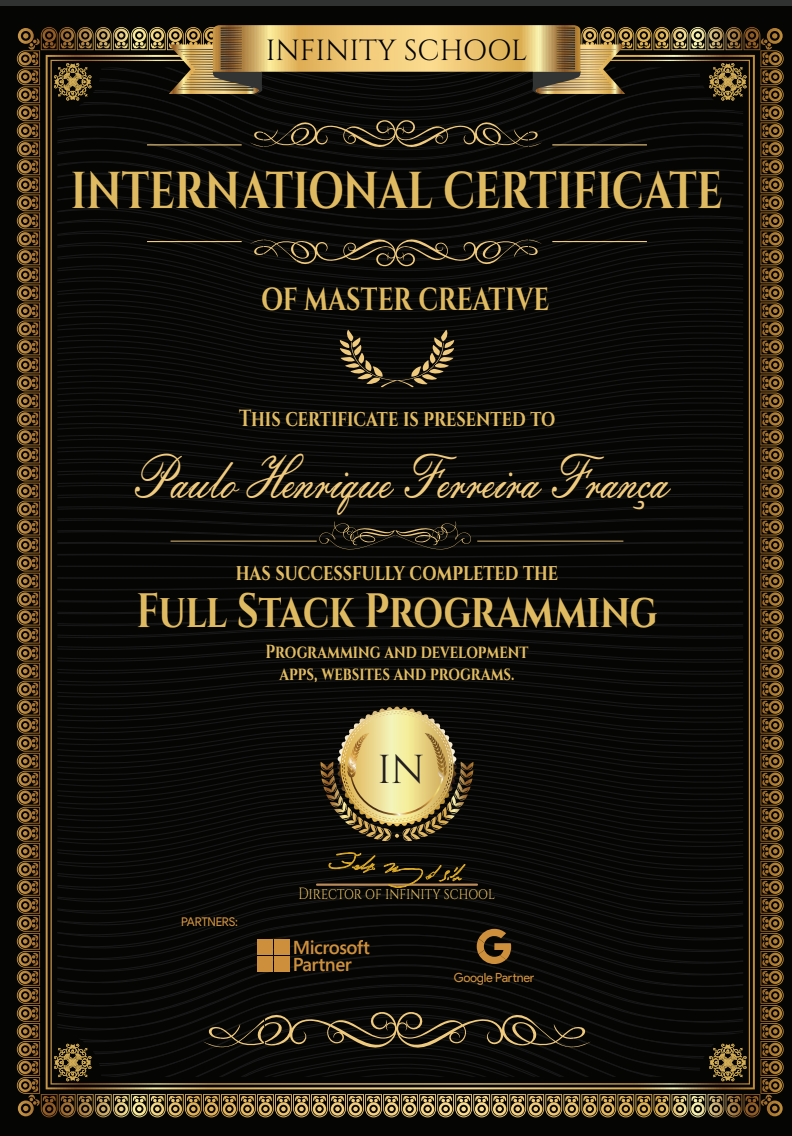 INFINITY SCHOOL
INTERNATIONAL CERTIFICATE
OF MASTER CREATIVE
THIS CERTIFICATE IS PRESENTED TO
Paulo Henrique Ferreira França
HAS SUCCESSFULLY COMPLETED THE
FULL STACK PROGRAMMING
PROGRAMMING AND DEVELOPMENT
APPS, WEBSITES AND PROGRAMS.
IN
DIRECTOR OF INFINITY SCHOOL
PARTNERS:
Microsoft
Partner
G
Google Partner